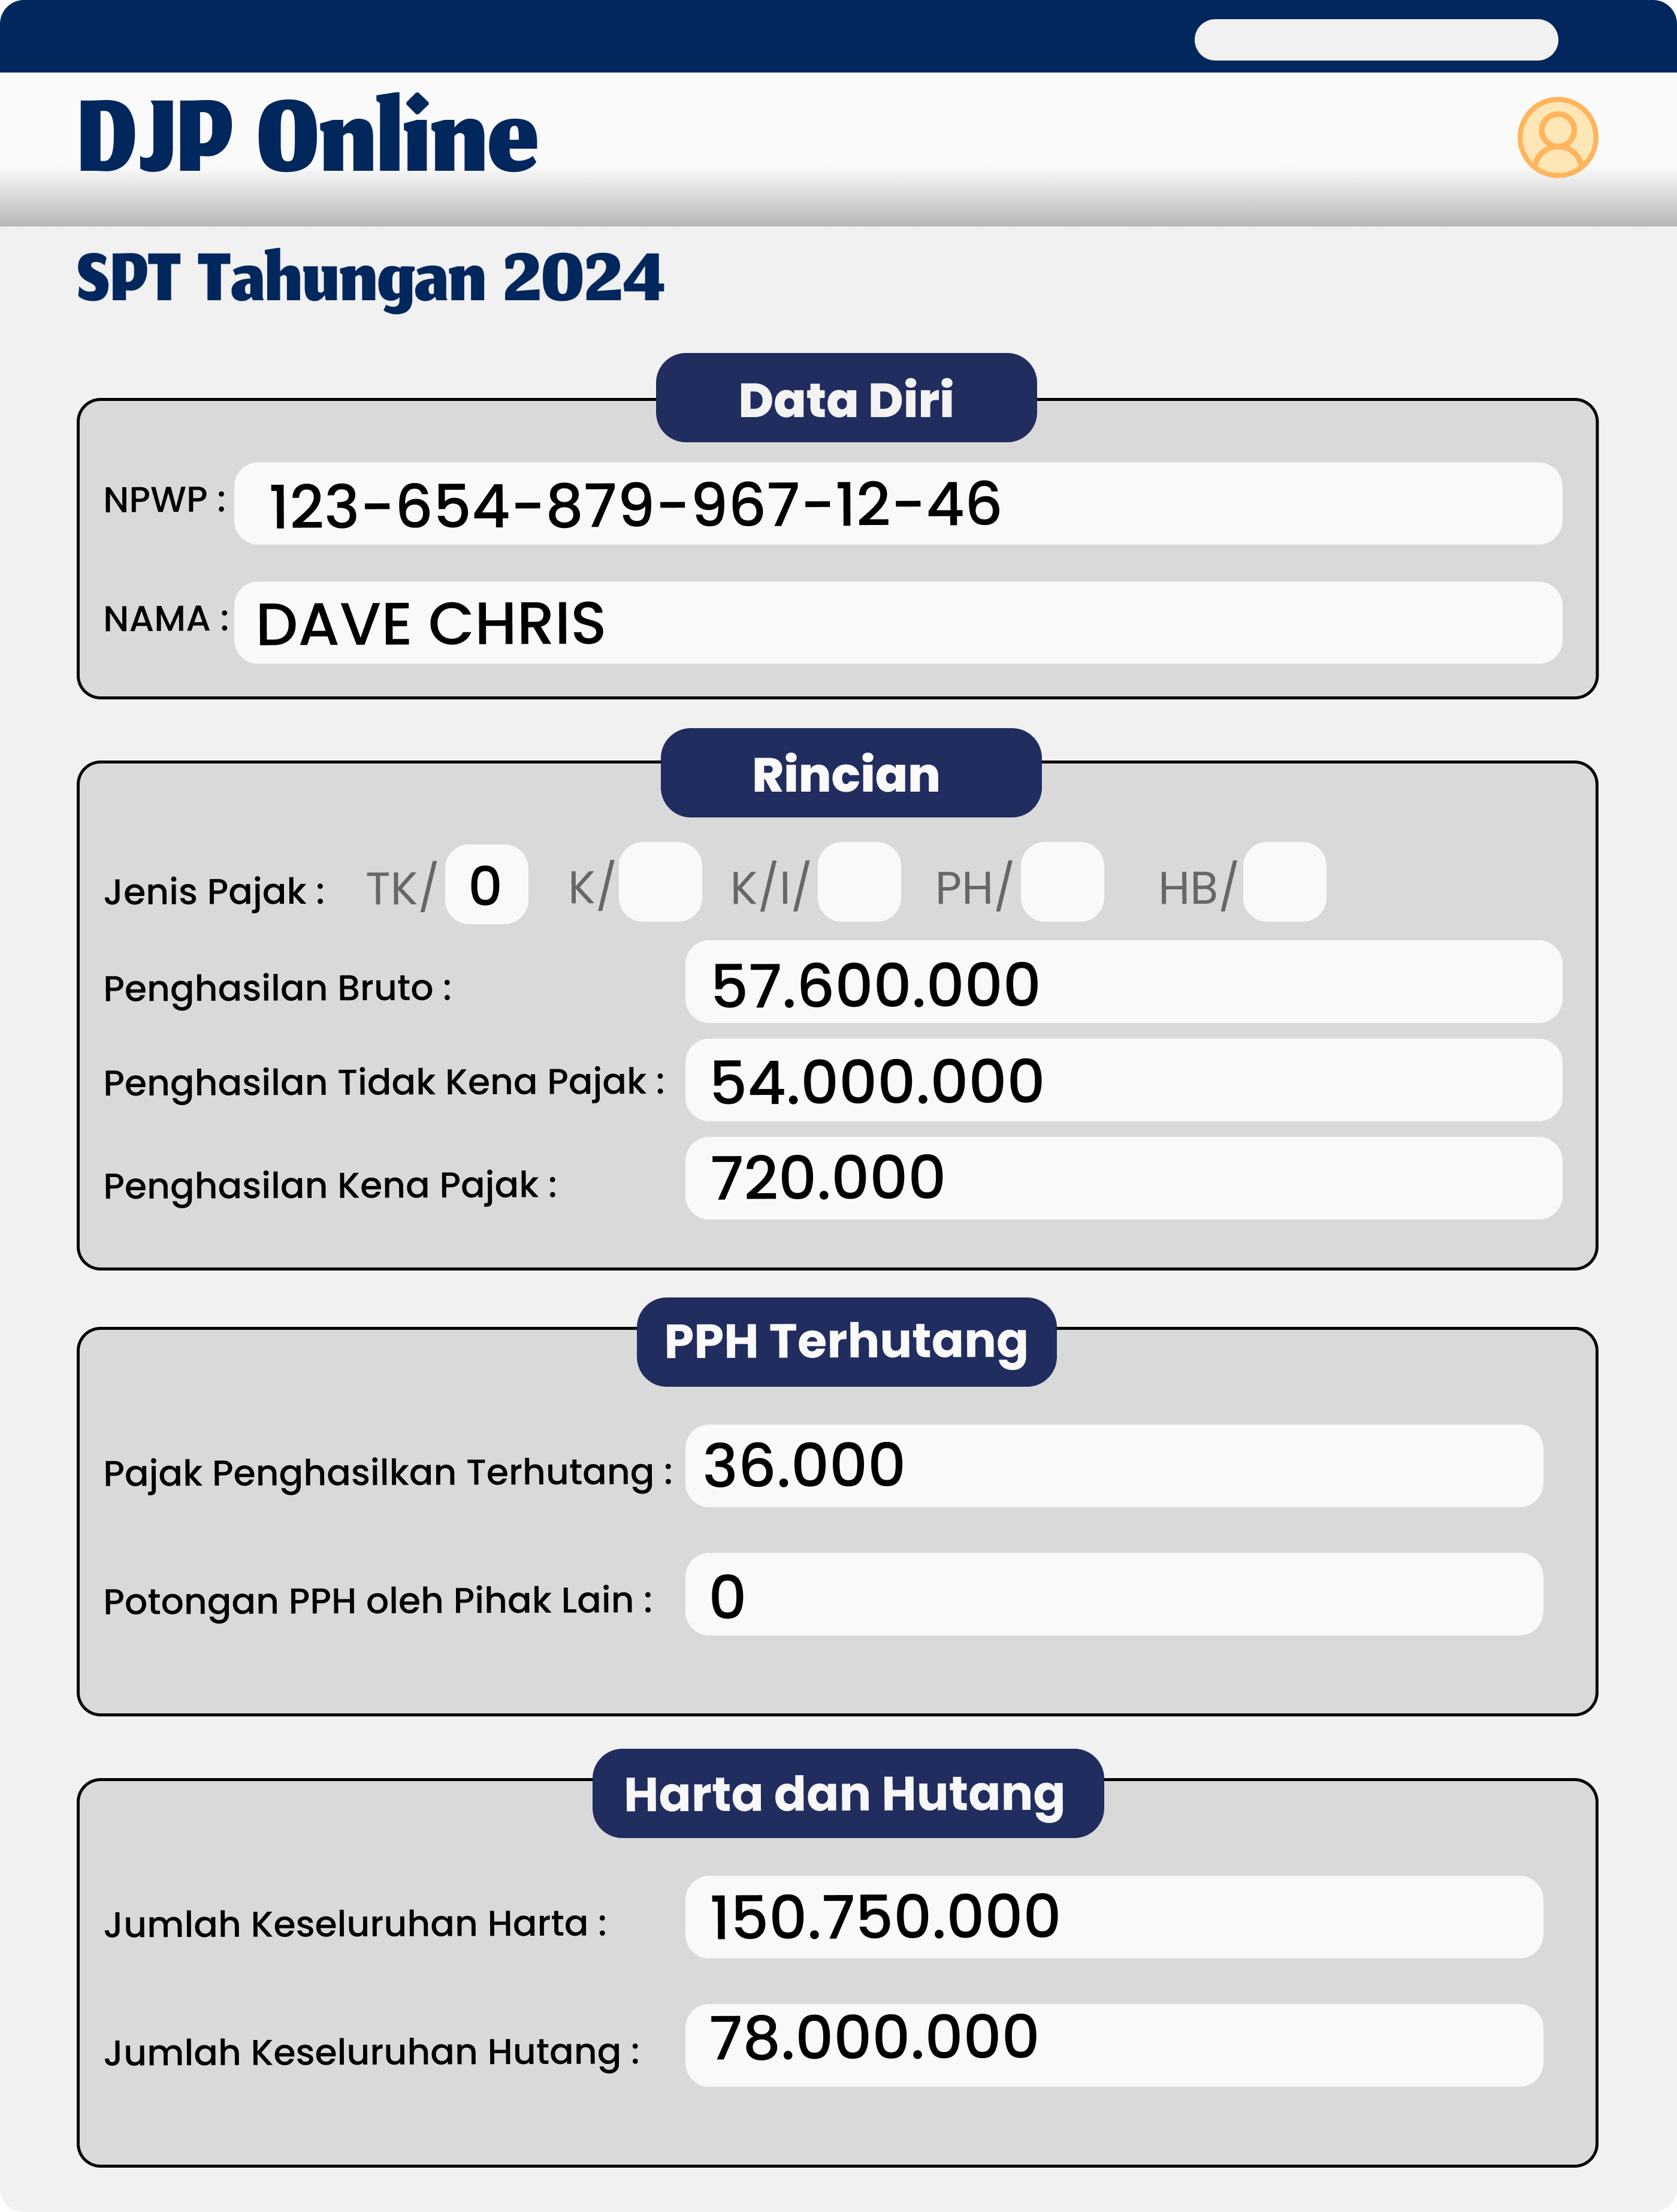 DJP Online
SPT Tahungan 2024
Data Diri
NPWP : 123-654-879-967-12-46
NAMA : DAVE CHRIS
Rincian
Jenis Pajak : TK/ 0 K/ K/I/ PH/ HB/
Penghasilan Bruto : 57.600.000
Penghasilan Tidak Kena Pajak : 54.000.000
Penghasilan Kena Pajak : 720.000
PPH Terhutang
Pajak Penghasilkan Terhutang : 36.000
Potongan PPH oleh Pihak Lain : 0
Harta dan Hutang
Jumlah Keseluruhan Harta : 150.750.000
Jumlah Keseluruhan Hutang : 78.000.000